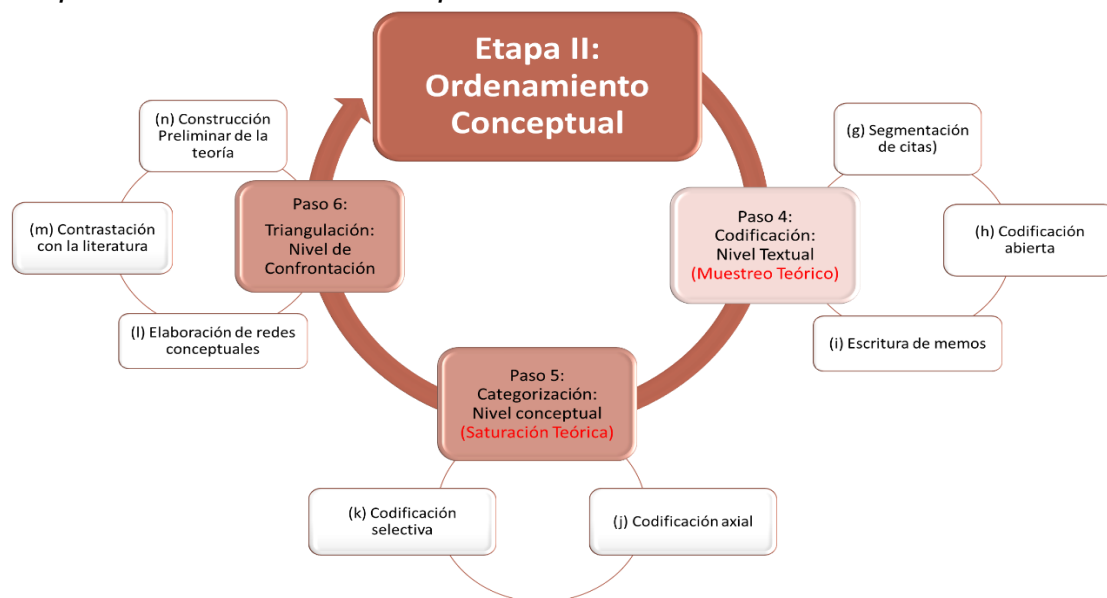 Etapa II:
Ordenamiento
Conceptual
(g) Segmentación
de citas)
Paso 4:
Codificación:
Nivel Textual
(Muestreo Teórico)
(h) Codificación
abierta
(i) Escritura de memos
Paso 5:
Categorización:
Nivel conceptual
(Saturación Teórica)
(j) Codificación axial
(k) Codificación
selectiva
Paso 6:
Triangulación:
Nivel de
Confrontación
(l) Elaboración de redes
conceptuales
(m) Contrastación
con la literatura
(n) Construcción
Preliminar de la
teoría